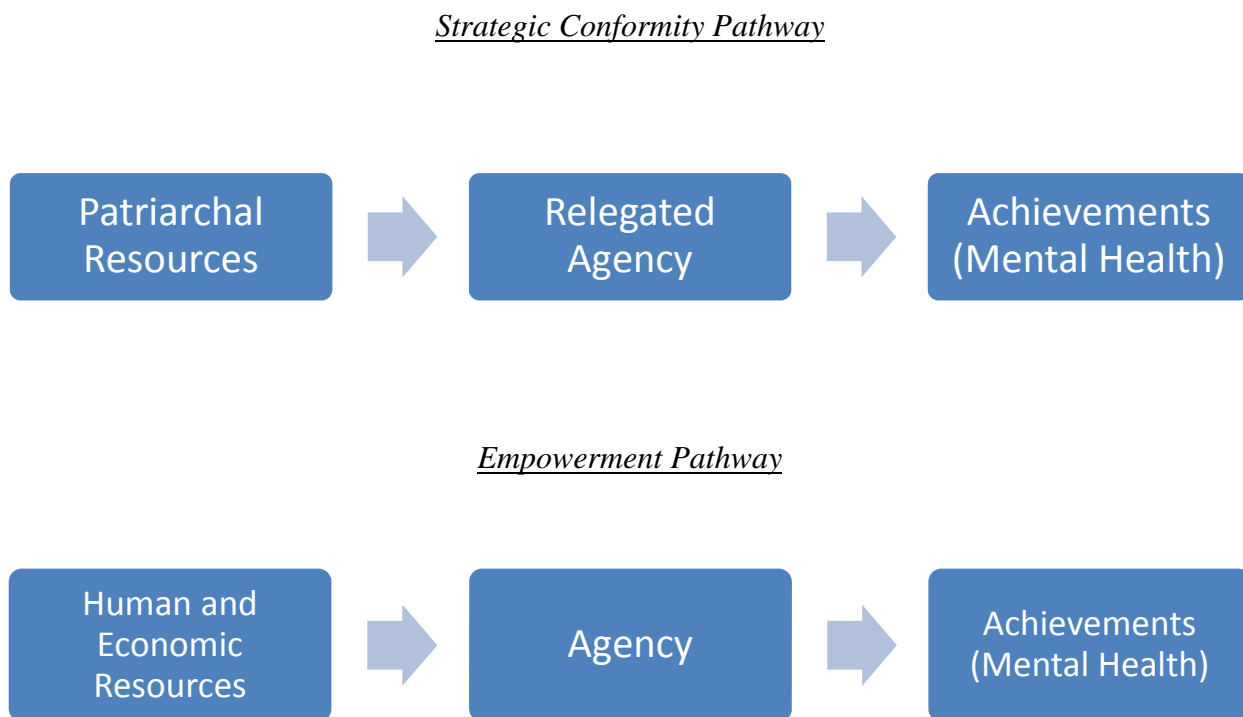 Strategic Conformity Pathway
Patriarchal
Resources
Relegated
Agency
Achievements
(Mental Health)
Empowerment Pathway
Human and
Economic
Resources
Agency
Achievements
(Mental Health)